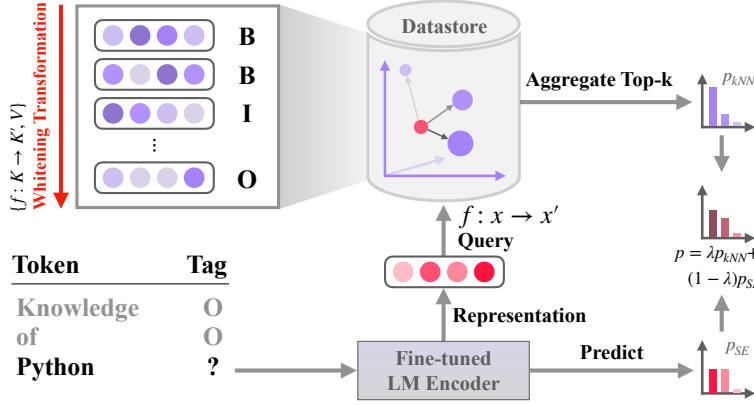 {f : K → K′, V}
Whitening Transformation
B
B
I
...
O
Datastore
Aggregate Top-k
p_kNN
f : x → x′
Query
p = λp_kNN+
(1 − λ)p_SE
Token Tag
Knowledge O
of O
Python ?
Representation
Fine-tuned
LM Encoder
Predict
p_SE